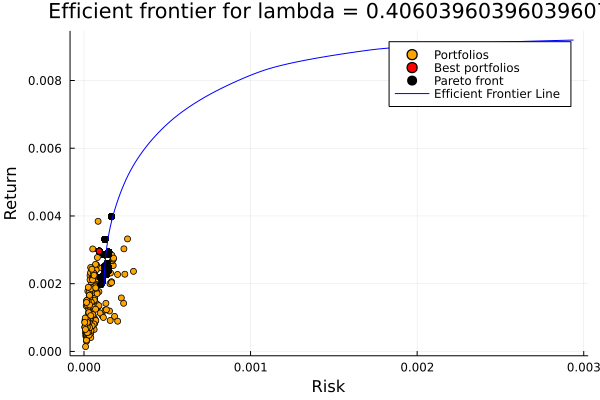 Efficient frontier for lambda = 0.4060396039603960
Portfolios
Best portfolios
Pareto front
Efficient Frontier Line
Return
0.008
0.006
0.004
0.002
0.000
0.000 0.001 0.002 0.003
Risk